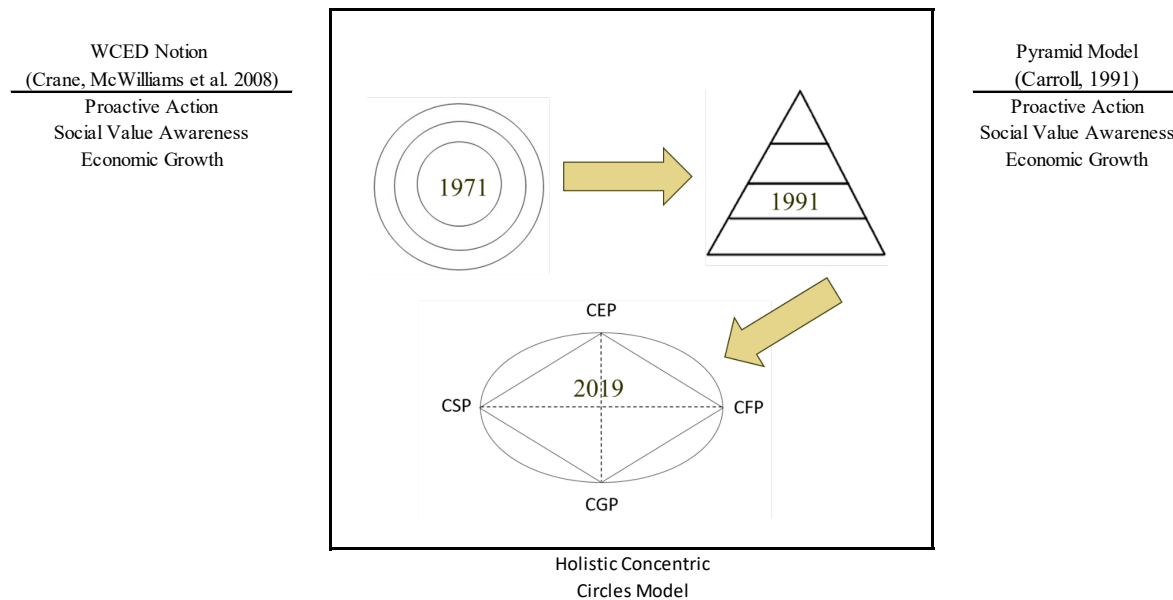 WCED Notion
(Crane, McWilliams et al. 2008)
Proactive Action
Social Value Awareness
Economic Growth
1971
1991
Pyramid Model
(Carroll, 1991)
Proactive Action
Social Value Awareness
Economic Growth
CEP
2019
CSP
CFP
CGP
Holistic Concentric
Circles Model